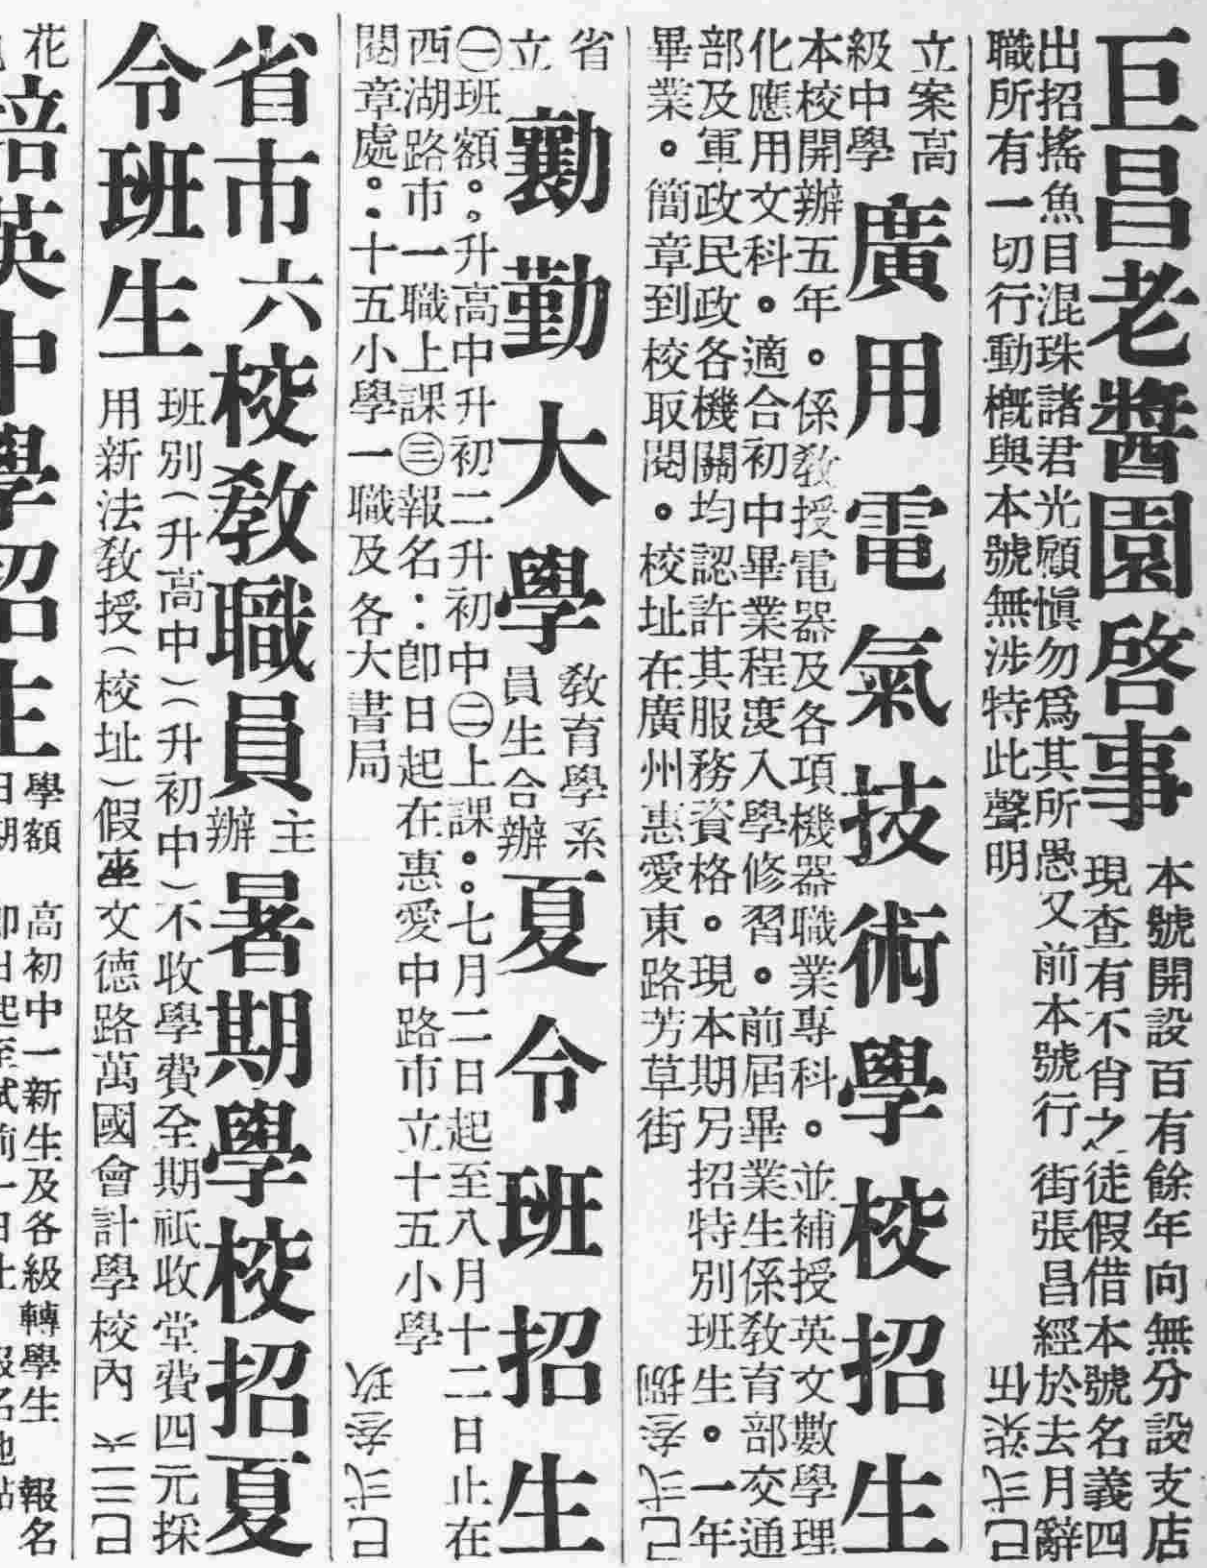 巨昌老醬園啓事
本號開設百有餘年向無分設支店
現查有不肖之徒假借本號名義四
出招搖魚目混珠諸君光顧愼勿爲其所愚又前本號行街張昌經於去月辭
職所有一切行動槪與本號無涉特此聲明
立案高
級中學
廣用電氣技術學校招生
本校開辦五年。係敎授電器及各項機器職業專科。並補授英文數學理
化應用文科。適合初中畢業程度入學修習。前屆畢業生係敎育部交通
部及軍政民政各機關均認許其服務資格。現本期另招特別班生。一年
畢業。簡章到校取閱。校址在廣州惠愛東路芳草街
省
立
勷勤大學
敎育學系
員生合辦
夏令班招生
㊀班額。升高中升初二升初中㊁上課。七月二日起至八月十二日止在
西湖路市一職上課㊂報名：卽日起在惠愛中路市立十五小學
閱章處。十五小學一職及各大書局
省市六校敎職員
主
辦
暑期學校招夏
令班生
班別（升高中）（升初中）不收學費全期祇收堂費四元採
用新法敎授（校址）假座文德路萬國會計學校內
花
培英中學招生
學額
高初中一新生及各級轉學生
報名